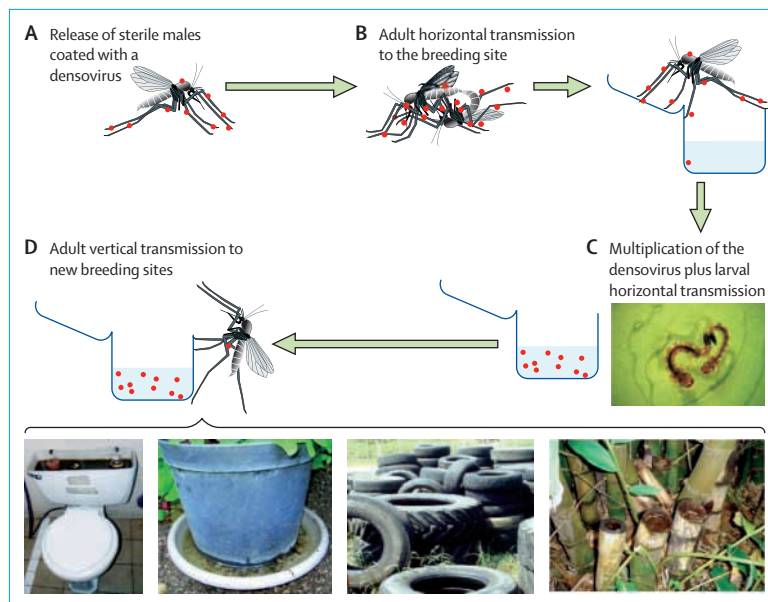 A Release of sterile males
coated with a
densovirus
B Adult horizontal transmission
to the breeding site
C Multiplication of the
densovirus plus larval
horizontal transmission
D Adult vertical transmission to
new breeding sites